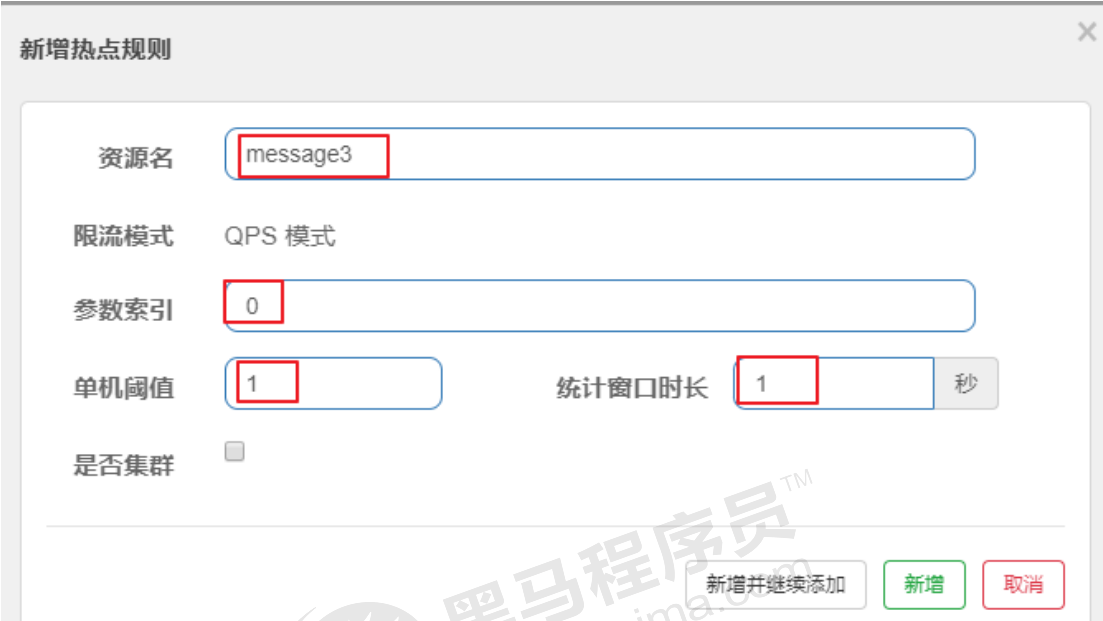 新增热点规则
×
资源名 message3
限流模式 QPS 模式
参数索引 0
单机阈值 1 统计窗口时长 1 秒
是否集群
黑马程序员™
ima.com
新增并继续添加 新增 取消